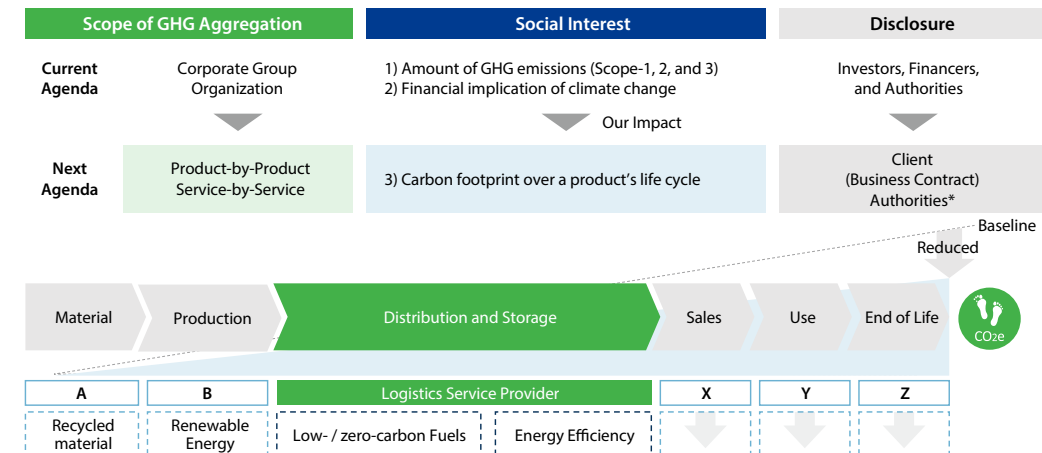 Scope of GHG Aggregation
Social Interest
Disclosure
Current
Agenda
Corporate Group
Organization
1) Amount of GHG emissions (Scope-1, 2, and 3)
2) Financial implication of climate change
Investors, Financers,
and Authorities
Our Impact
Next
Agenda
Product-by-Product
Service-by-Service
3) Carbon footprint over a product's life cycle
Client
(Business Contract)
Authorities*
Baseline
Reduced
Material
Production
Distribution and Storage
Sales
Use
End of Life
CO2e
A
B
Logistics Service Provider
X
Y
Z
Recycled
material
Renewable
Energy
Low- / zero-carbon Fuels
Energy Efficiency